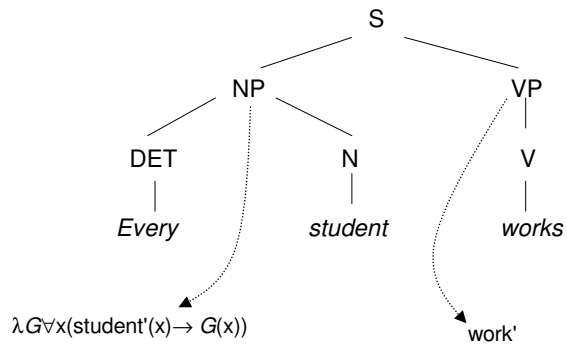 S
NP VP
DET N V
Every student works
λG∀x(student'(x)→ G(x))
work'